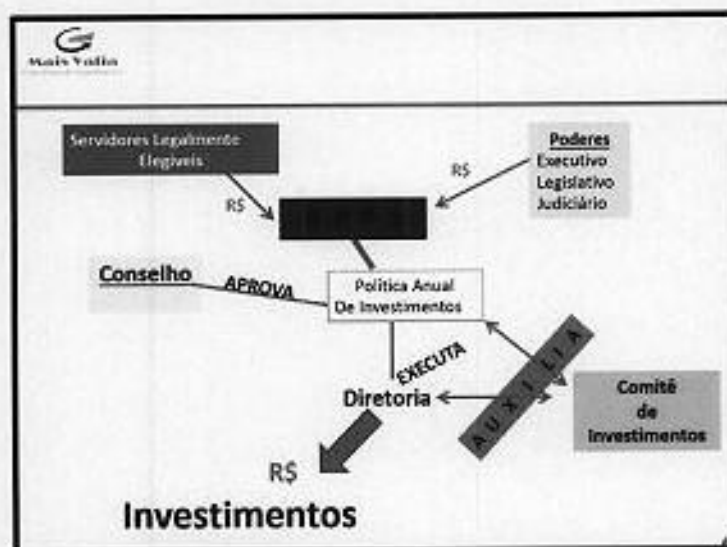 Mais Valia
Servidores Legalmente
Elegíveis
Poderes
Executivo
Legislativo
Judiciário
R$
R$
Conselho
APROVA
Política Anual
De Investimentos
EXECUTA
AUXILIA
Diretoria
Comitê
de
Investimentos
R$
Investimentos